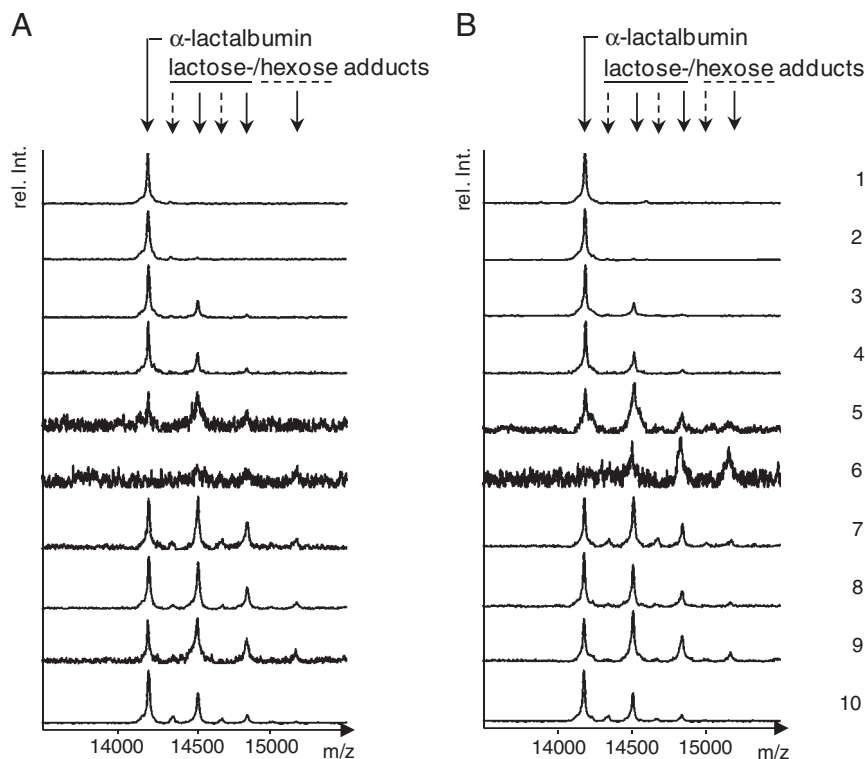 A
α-lactalbumin
lactose-/hexose adducts
rel. Int.
14000 14500 15000 m/z
B
α-lactalbumin
lactose-/hexose adducts
rel. Int.
14000 14500 15000 m/z
1
2
3
4
5
6
7
8
9
10